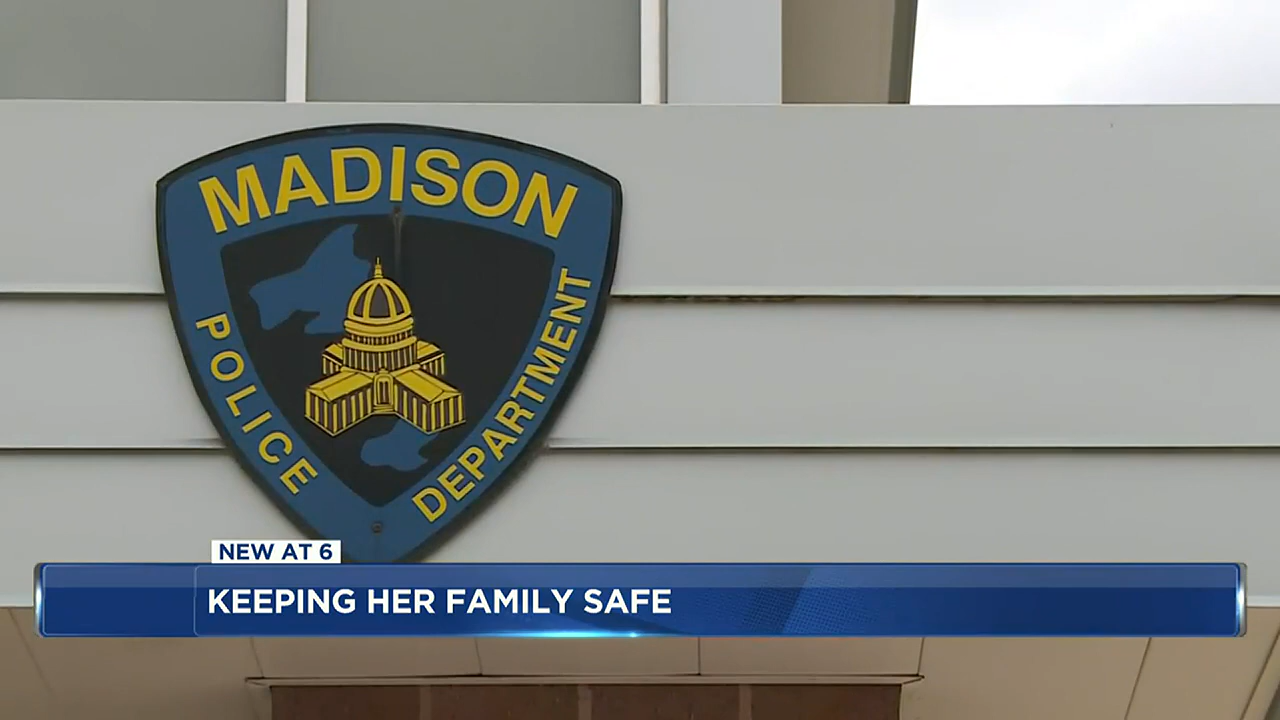 MADISON
POLICE
DEPARTMENT
NEW AT 6
KEEPING HER FAMILY SAFE